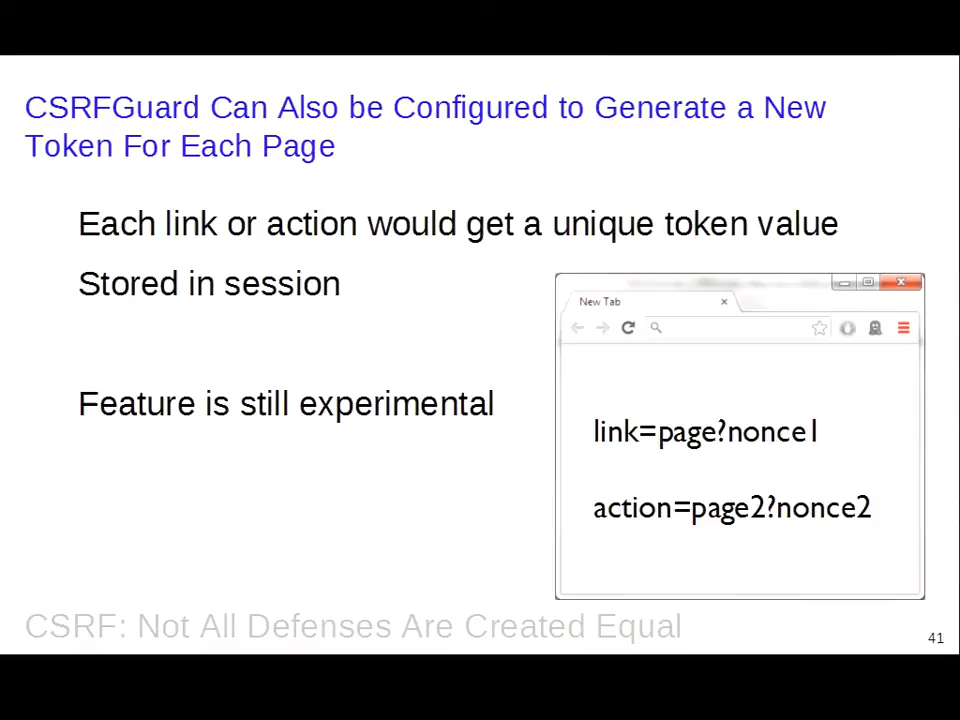 CSRFGuard Can Also be Configured to Generate a New
Token For Each Page
Each link or action would get a unique token value
Stored in session
New Tab
Feature is still experimental
link=page?nonce1
action=page2?nonce2
CSRF: Not All Defenses Are Created Equal
41